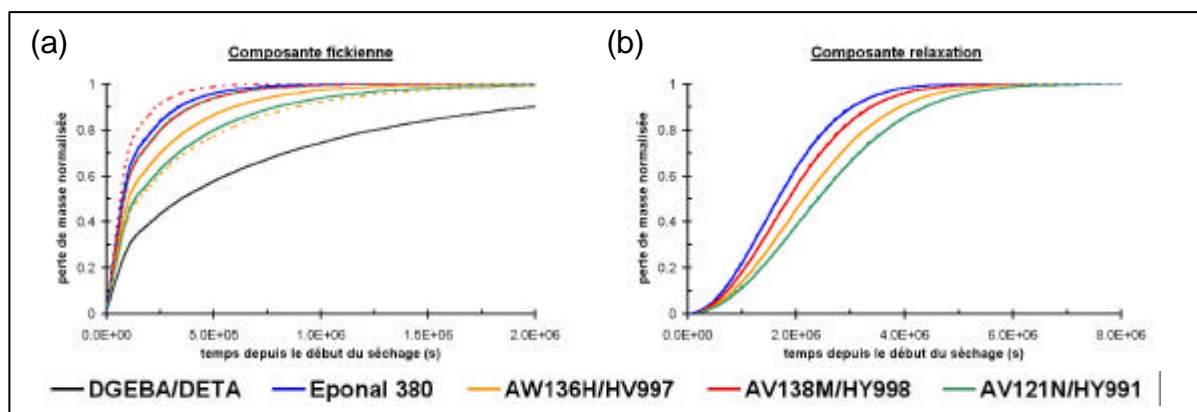 (a)
Composante fickienne
perte de masse normalisée
1
0.8
0.6
0.4
0.2
0
0.0E+00 5.0E+05 1.0E+06 1.5E+06 2.0E+06
temps depuis le début du séchage (s)
(b)
Composante relaxation
perte de masse normalisée
1
0.8
0.6
0.4
0.2
0
0.0E+00 2.0E+06 4.0E+06 6.0E+06 8.0E+06
temps depuis le début du séchage (s)
DGEBA/DETA Eponal 380 AW136H/HV997 AV138M/HY998 AV121N/HY991